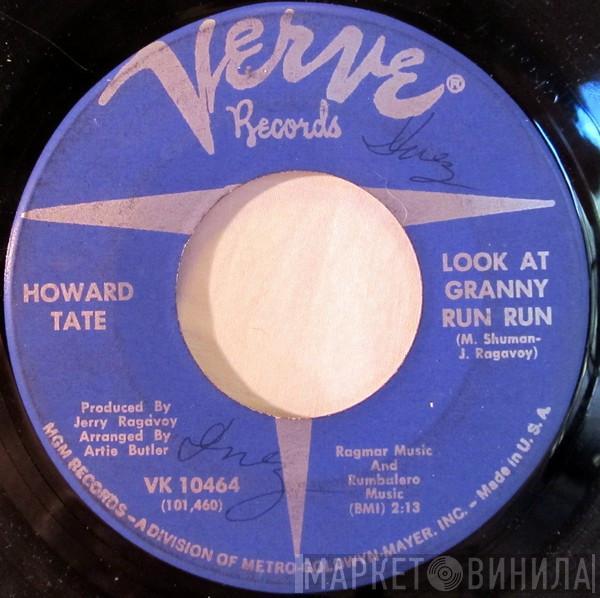 Verve ®
Records
Inez
HOWARD
TATE
LOOK AT
GRANNY
RUN RUN
(M. Shuman-
J. Ragavoy)
Produced By
Jerry Ragavoy
Arranged By
Artie Butler
VK 10464
(101,460)
Inez
Ragmar Music
And
Rumbalero
Music
(BMI) 2:13
MGM RECORDS–A DIVISION OF METRO-GOLDWYN-MAYER, INC. – Made in U.S.A.
МАРКЕТ ВИНИЛА